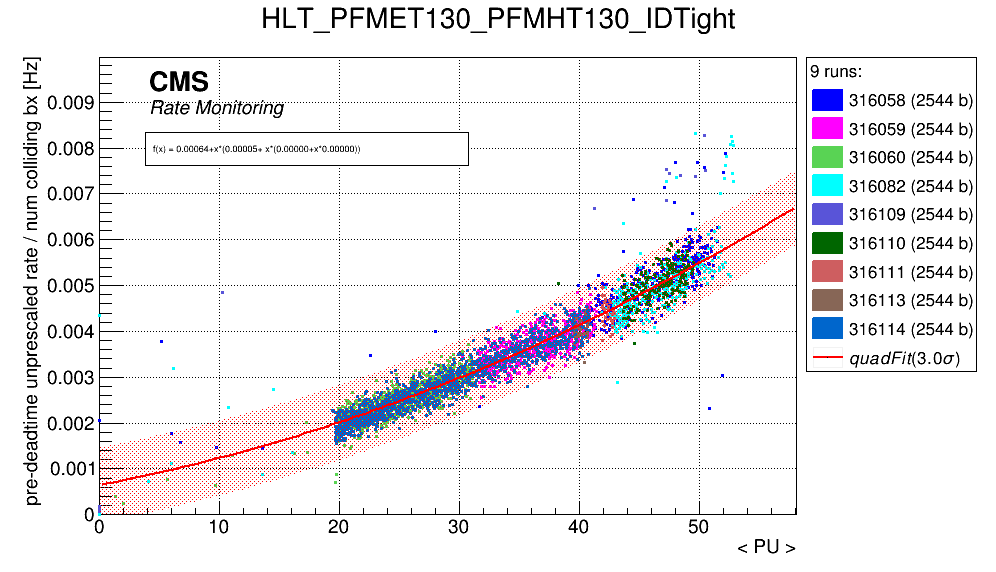 HLT_PFMET130_PFMHT130_IDTight
pre-deadtime unprescaled rate / num colliding bx [Hz]
CMS
Rate Monitoring
f(x) = 0.00064+x*(0.00005+ x*(0.00000+x*0.00000))
0.009
0.008
0.007
0.006
0.005
0.004
0.003
0.002
0.001
0
0 10 20 30 40 50
< PU >
9 runs:
316058 (2544 b)
316059 (2544 b)
316060 (2544 b)
316082 (2544 b)
316109 (2544 b)
316110 (2544 b)
316111 (2544 b)
316113 (2544 b)
316114 (2544 b)
quadFit(3.0σ)